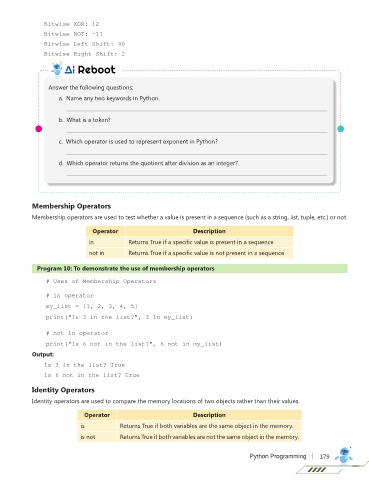 Bitwise XOR: 12
Bitwise NOT: -11
Bitwise Left Shift: 40
Bitwise Right Shift: 2
Ai Reboot
Answer the following questions:
a. Name any two keywords in Python.
b. What is a token?
c. Which operator is used to represent exponent in Python?
d. Which operator returns the quotient after division as an integer?
Membership Operators
Membership operators are used to test whether a value is present in a sequence (such as a string, list, tuple, etc.) or not.
Operator Description
in Returns True if a specific value is present in a sequence
not in Returns True if a specific value is not present in a sequence
Program 10: To demonstrate the use of membership operators
# Uses of Membership Operators
# in operator
my_list = [1, 2, 3, 4, 5]
print("Is 3 in the list?", 3 in my_list)
# not in operator
print("Is 6 not in the list?", 6 not in my_list)
Output:
Is 3 in the list? True
Is 6 not in the list? True
Identity Operators
Identity operators are used to compare the memory locations of two objects rather than their values.
Operator Description
is Returns True if both variables are the same object in the memory.
is not Returns True if both variables are not the same object in the memory.
Python Programming 179